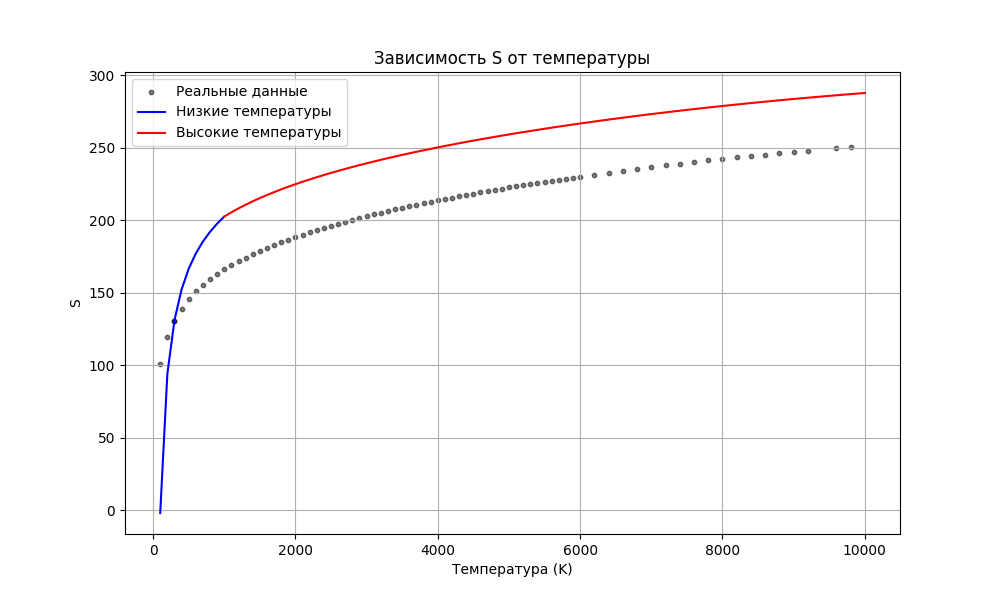 Зависимость S от температуры
Реальные данные
Низкие температуры
Высокие температуры
300
250
200
150
100
50
0
S
0 2000 4000 6000 8000 10000
Температура (K)